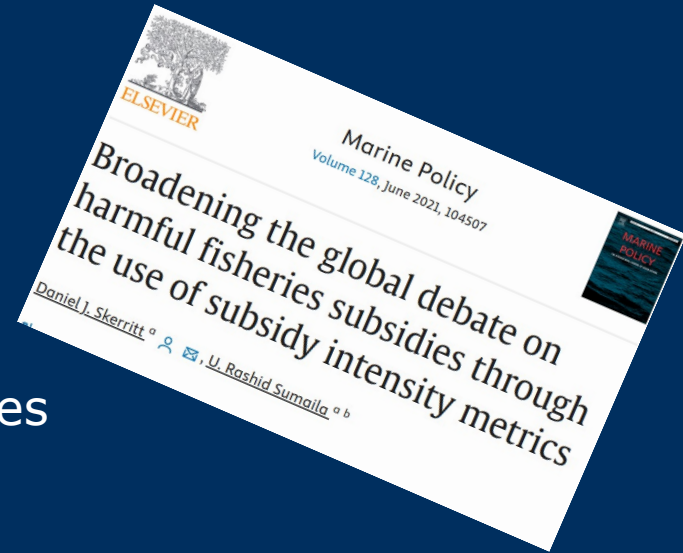 ELSEVIER
Marine Policy
Volume 128, June 2021, 104507
MARINE
POLICY
Broadening the global debate on
harmful fisheries subsidies through
the use of subsidy intensity metrics
Daniel J. Skerritt a, U. Rashid Sumaila a b
es